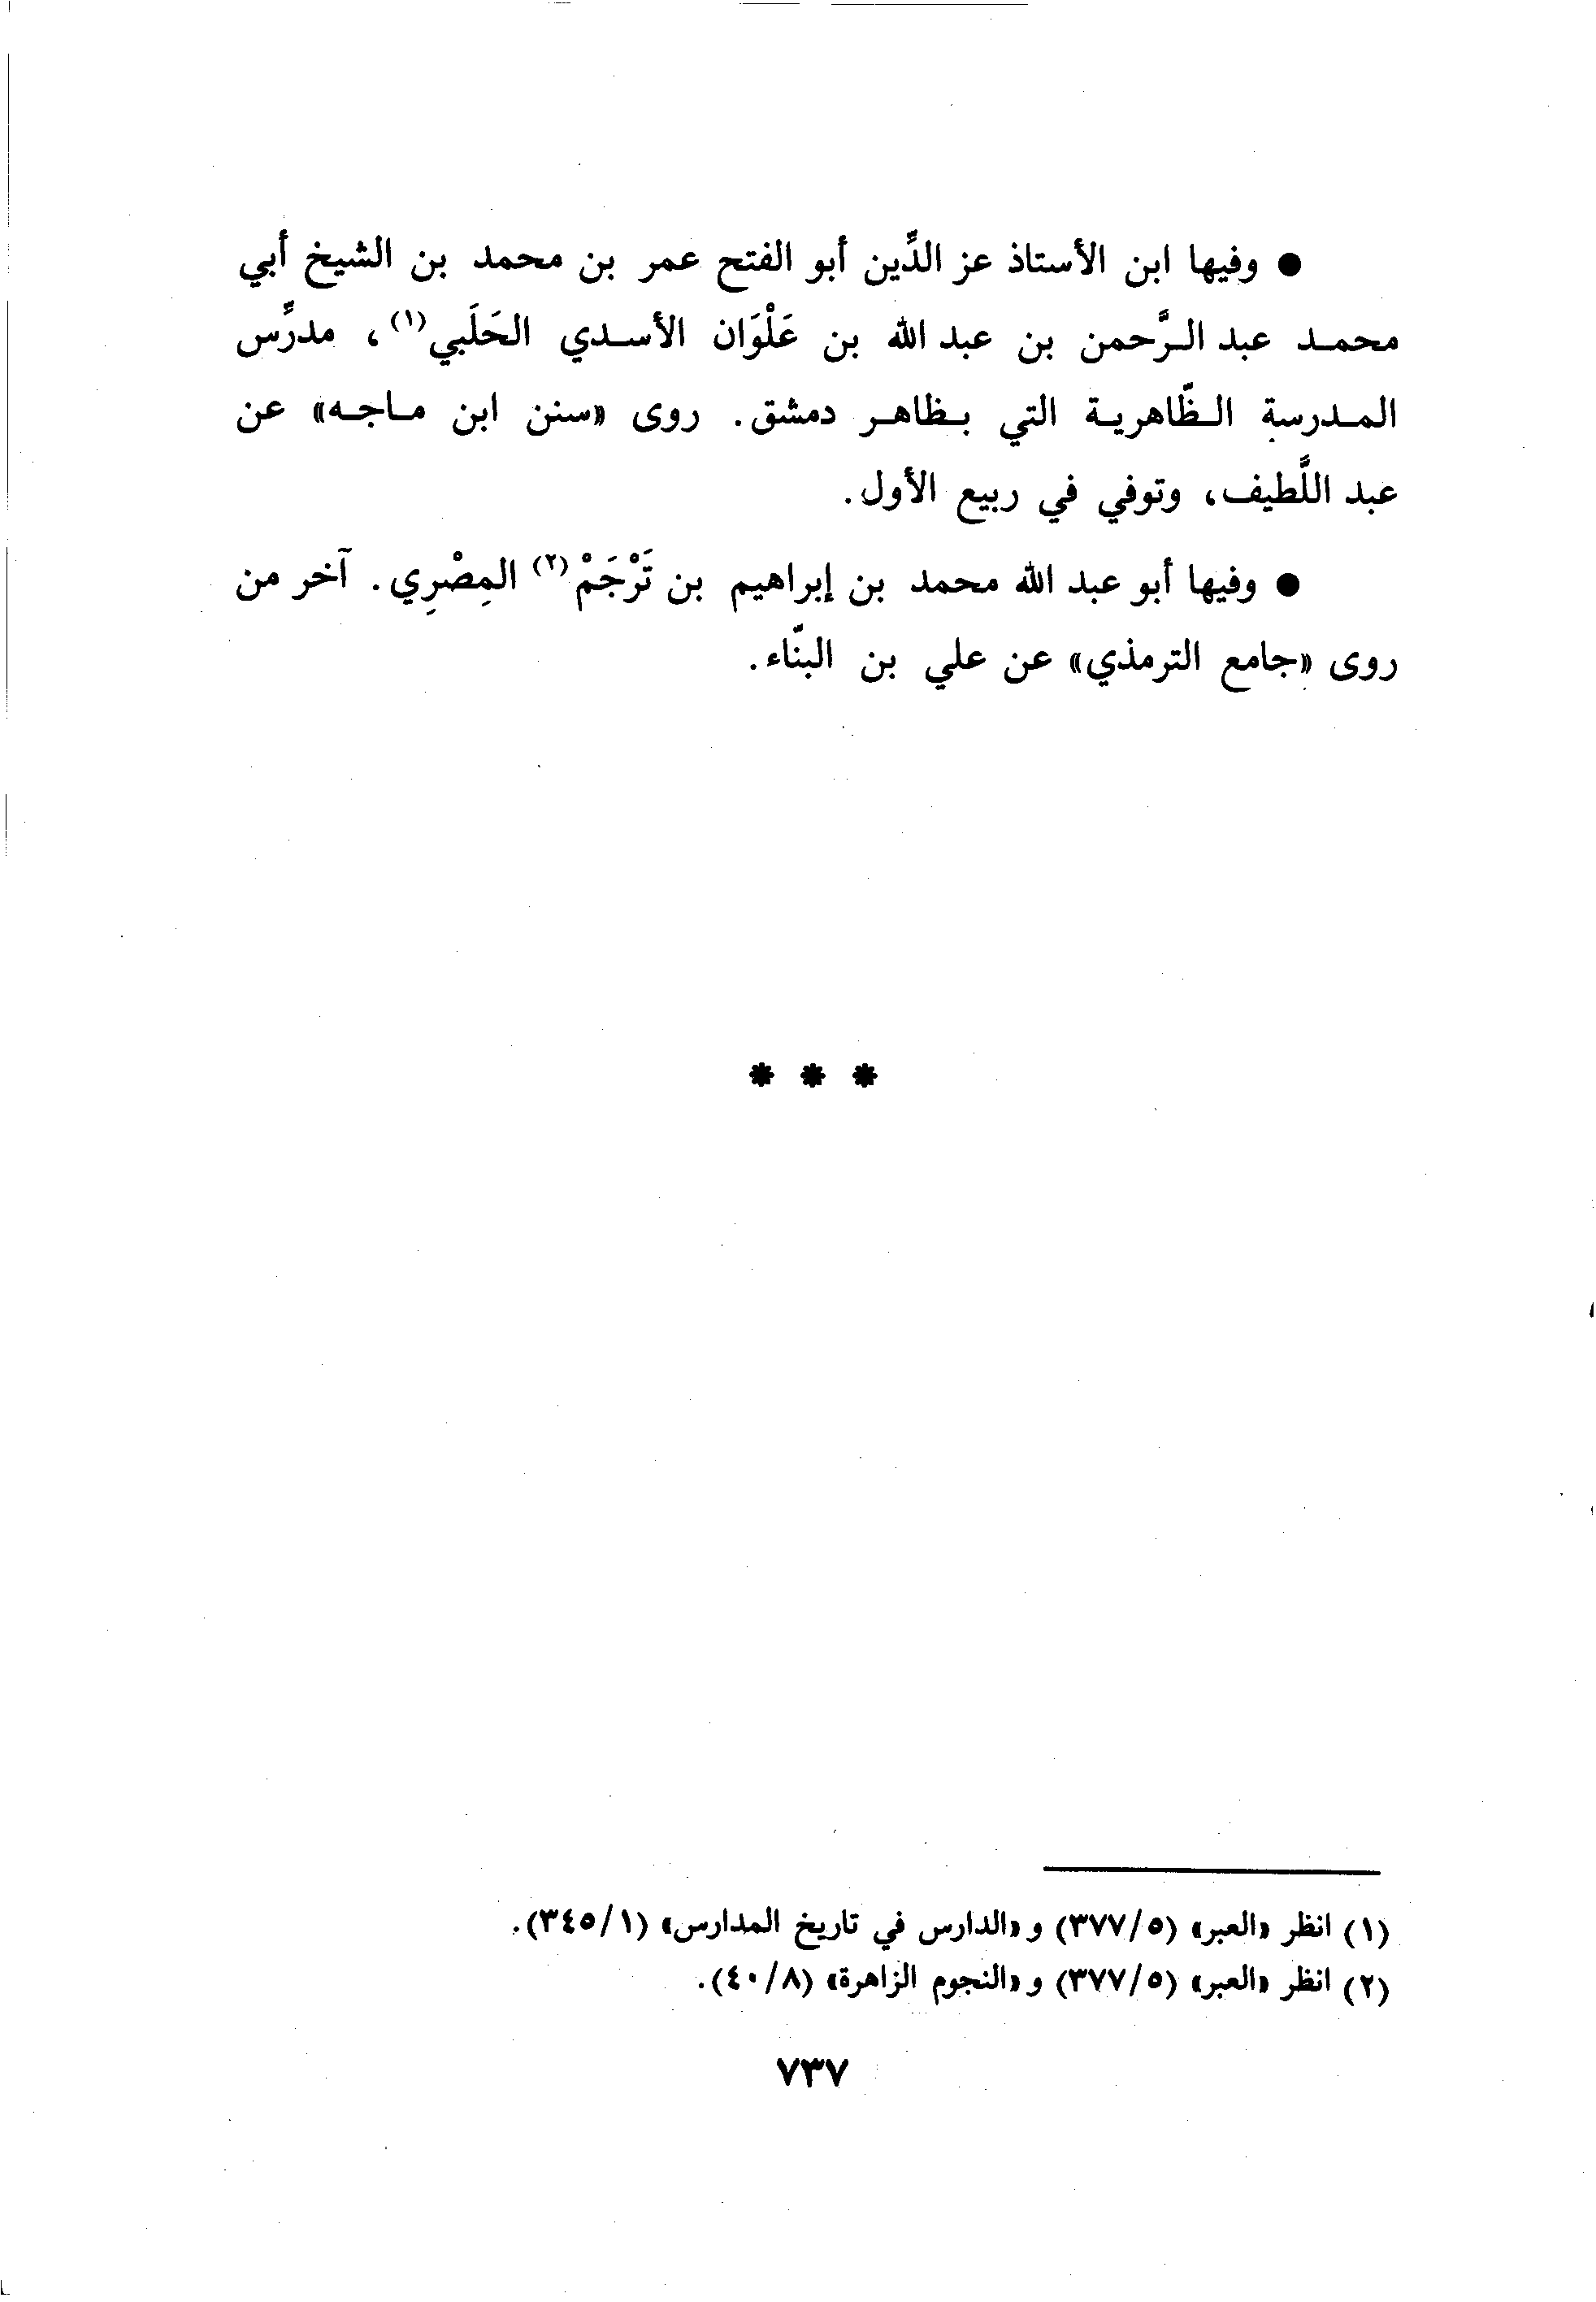 ● وفيها ابن الأستاذ عز الدِّين أبو الفتح عمر بن محمد بن الشيخ أبي
محمد عبد الرَّحمن بن عبد الله بن عَلْوَان الأسدي الحَلَبي(١)، مدرِّس
المدرسة الظَّاهرية التي بظاهر دمشق. روى «سنن ابن ماجه» عن
عبد اللَّطيف، وتوفي في ربيع الأول.
● وفيها أبو عبد الله محمد بن إبراهيم بن تَرْجَمْ(٢) المِصْرِي. آخر من
روى «جامع الترمذي» عن علي بن البنَّاء.
* * *
(١) انظر «العبر» (٣٧٧/٥) و «الدارس في تاريخ المدارس» (٣٤٥/١).
(٢) انظر «العبر» (٣٧٧/٥) و «النجوم الزاهرة» (٤٠/٨).
٧٣٧